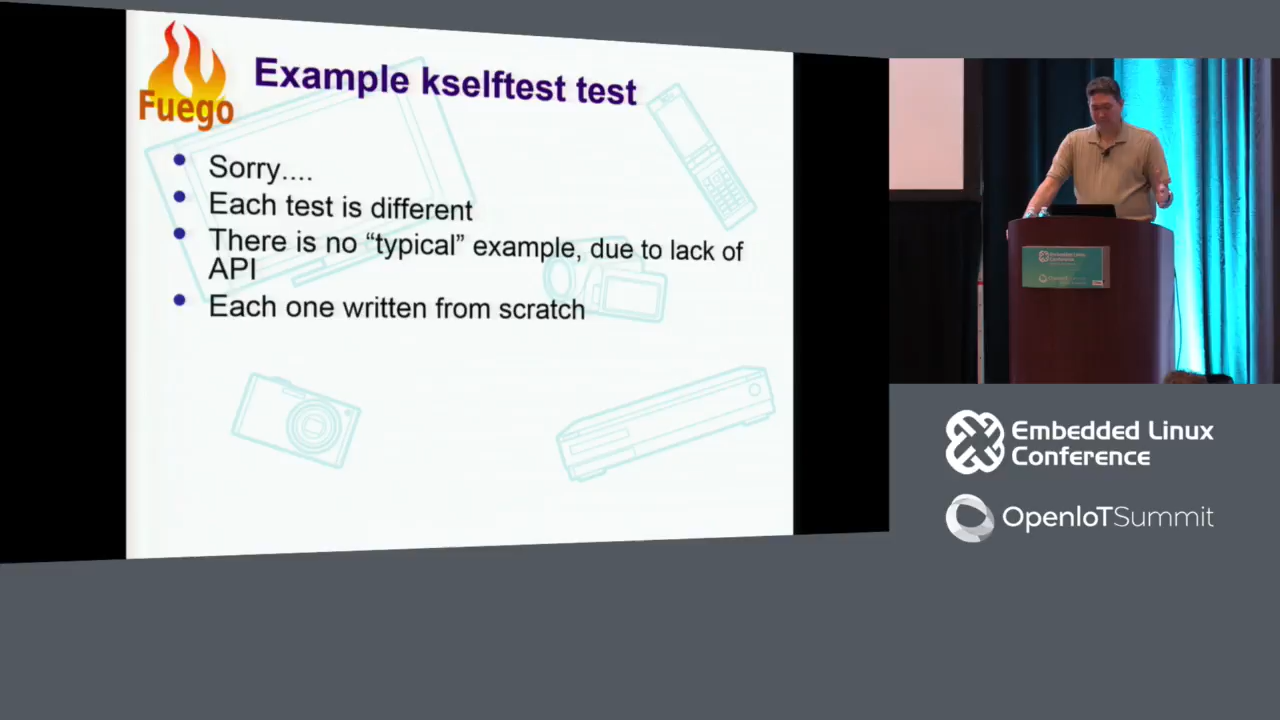 Fuego
Example kselftest test
Sorry....
Each test is different
There is no “typical” example, due to lack of
API
Each one written from scratch
Embedded Linux
Conference
OpenIoTSummit